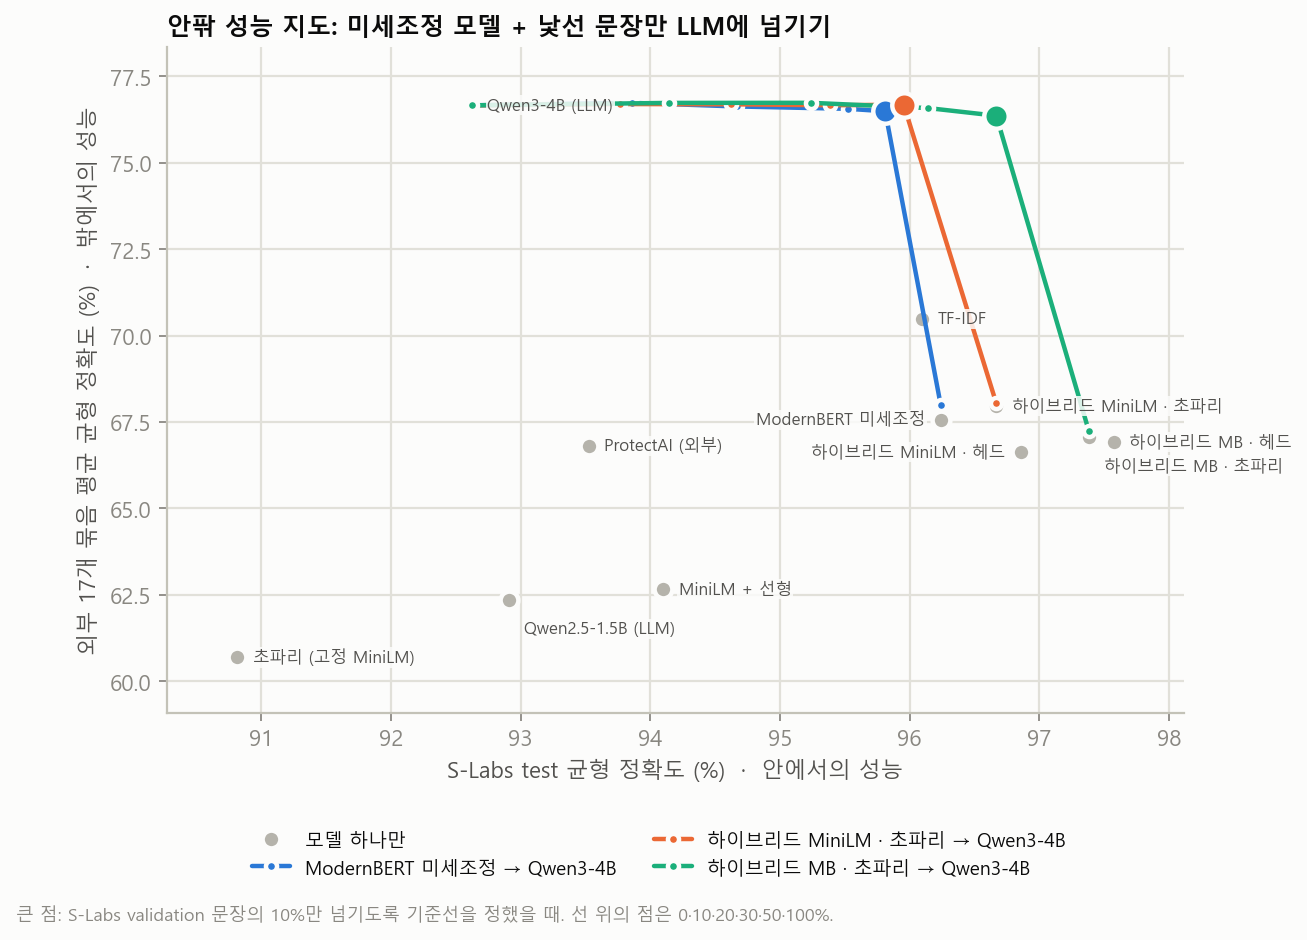 안팎 성능 지도: 미세조정 모델 + 낯선 문장만 LLM에 넘기기
외부 17개 묶음 평균 균형 정확도 (%) · 밖에서의 성능
77.5
75.0
72.5
70.0
67.5
65.0
62.5
60.0
Qwen3-4B (LLM)
TF-IDF
하이브리드 MiniLM · 초파리
ModernBERT 미세조정
하이브리드 MB · 헤드
ProtectAI (외부)
하이브리드 MiniLM · 헤드
하이브리드 MB · 초파리
MiniLM + 선형
Qwen2.5-1.5B (LLM)
초파리 (고정 MiniLM)
91 92 93 94 95 96 97 98
S-Labs test 균형 정확도 (%) · 안에서의 성능
모델 하나만
ModernBERT 미세조정 → Qwen3-4B
하이브리드 MiniLM · 초파리 → Qwen3-4B
하이브리드 MB · 초파리 → Qwen3-4B
큰 점: S-Labs validation 문장의 10%만 넘기도록 기준선을 정했을 때. 선 위의 점은 0·10·20·30·50·100%.